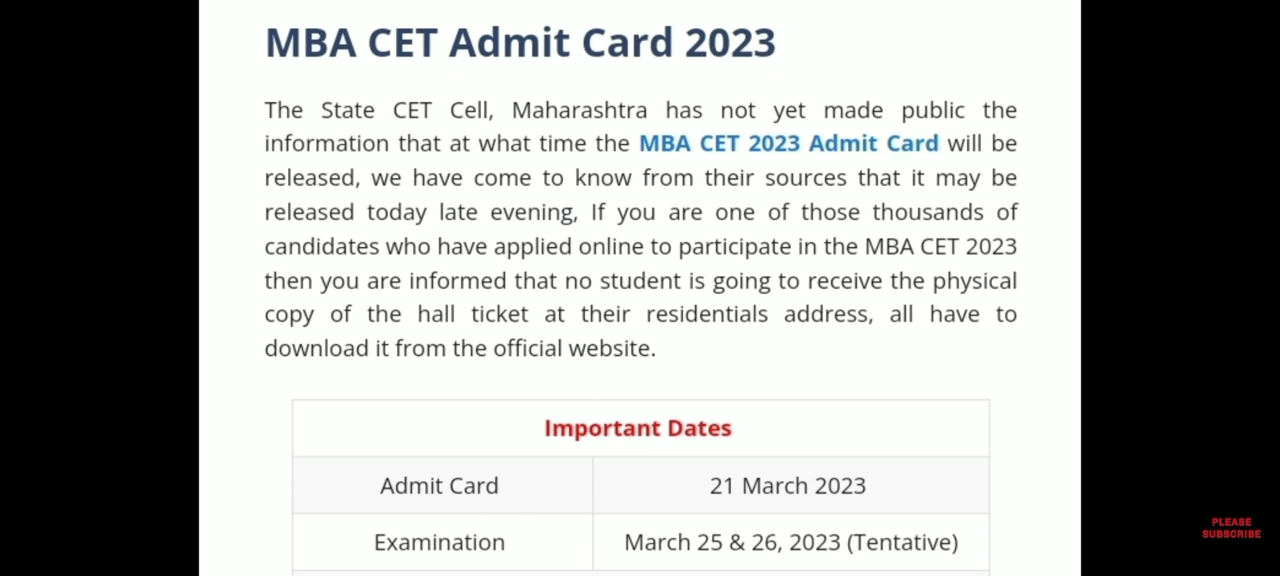 MBA CET Admit Card 2023
The State CET Cell, Maharashtra has not yet made public the
information that at what time the MBA CET 2023 Admit Card will be
released, we have come to know from their sources that it may be
released today late evening, If you are one of those thousands of
candidates who have applied online to participate in the MBA CET 2023
then you are informed that no student is going to receive the physical
copy of the hall ticket at their residentials address, all have to
download it from the official website.
Important Dates
Admit Card 21 March 2023
Examination March 25 & 26, 2023 (Tentative)
PLEASE
SUBSCRIBE